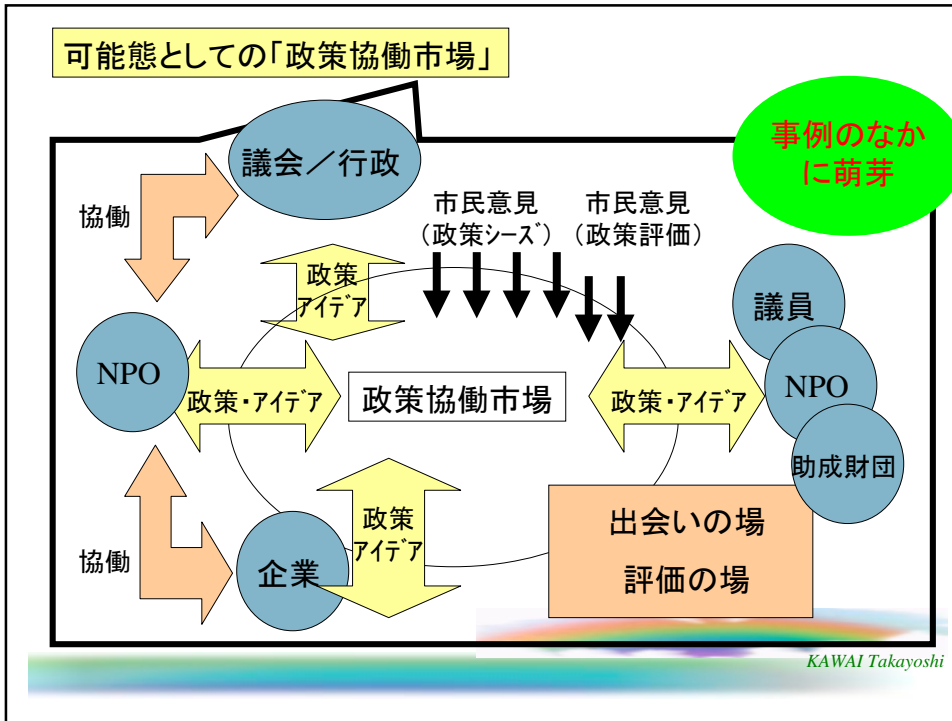 可能態としての「政策協働市場」
議会／行政
事例のなか
に萌芽
協働
市民意見
（政策ｼｰｽﾞ）
市民意見
（政策評価）
政策
ｱｲﾃﾞｱ
議員
NPO
政策・ｱｲﾃﾞｱ
政策協働市場
政策・ｱｲﾃﾞｱ
NPO
助成財団
政策
ｱｲﾃﾞｱ
出会いの場
評価の場
協働
企業
KAWAI Takayoshi